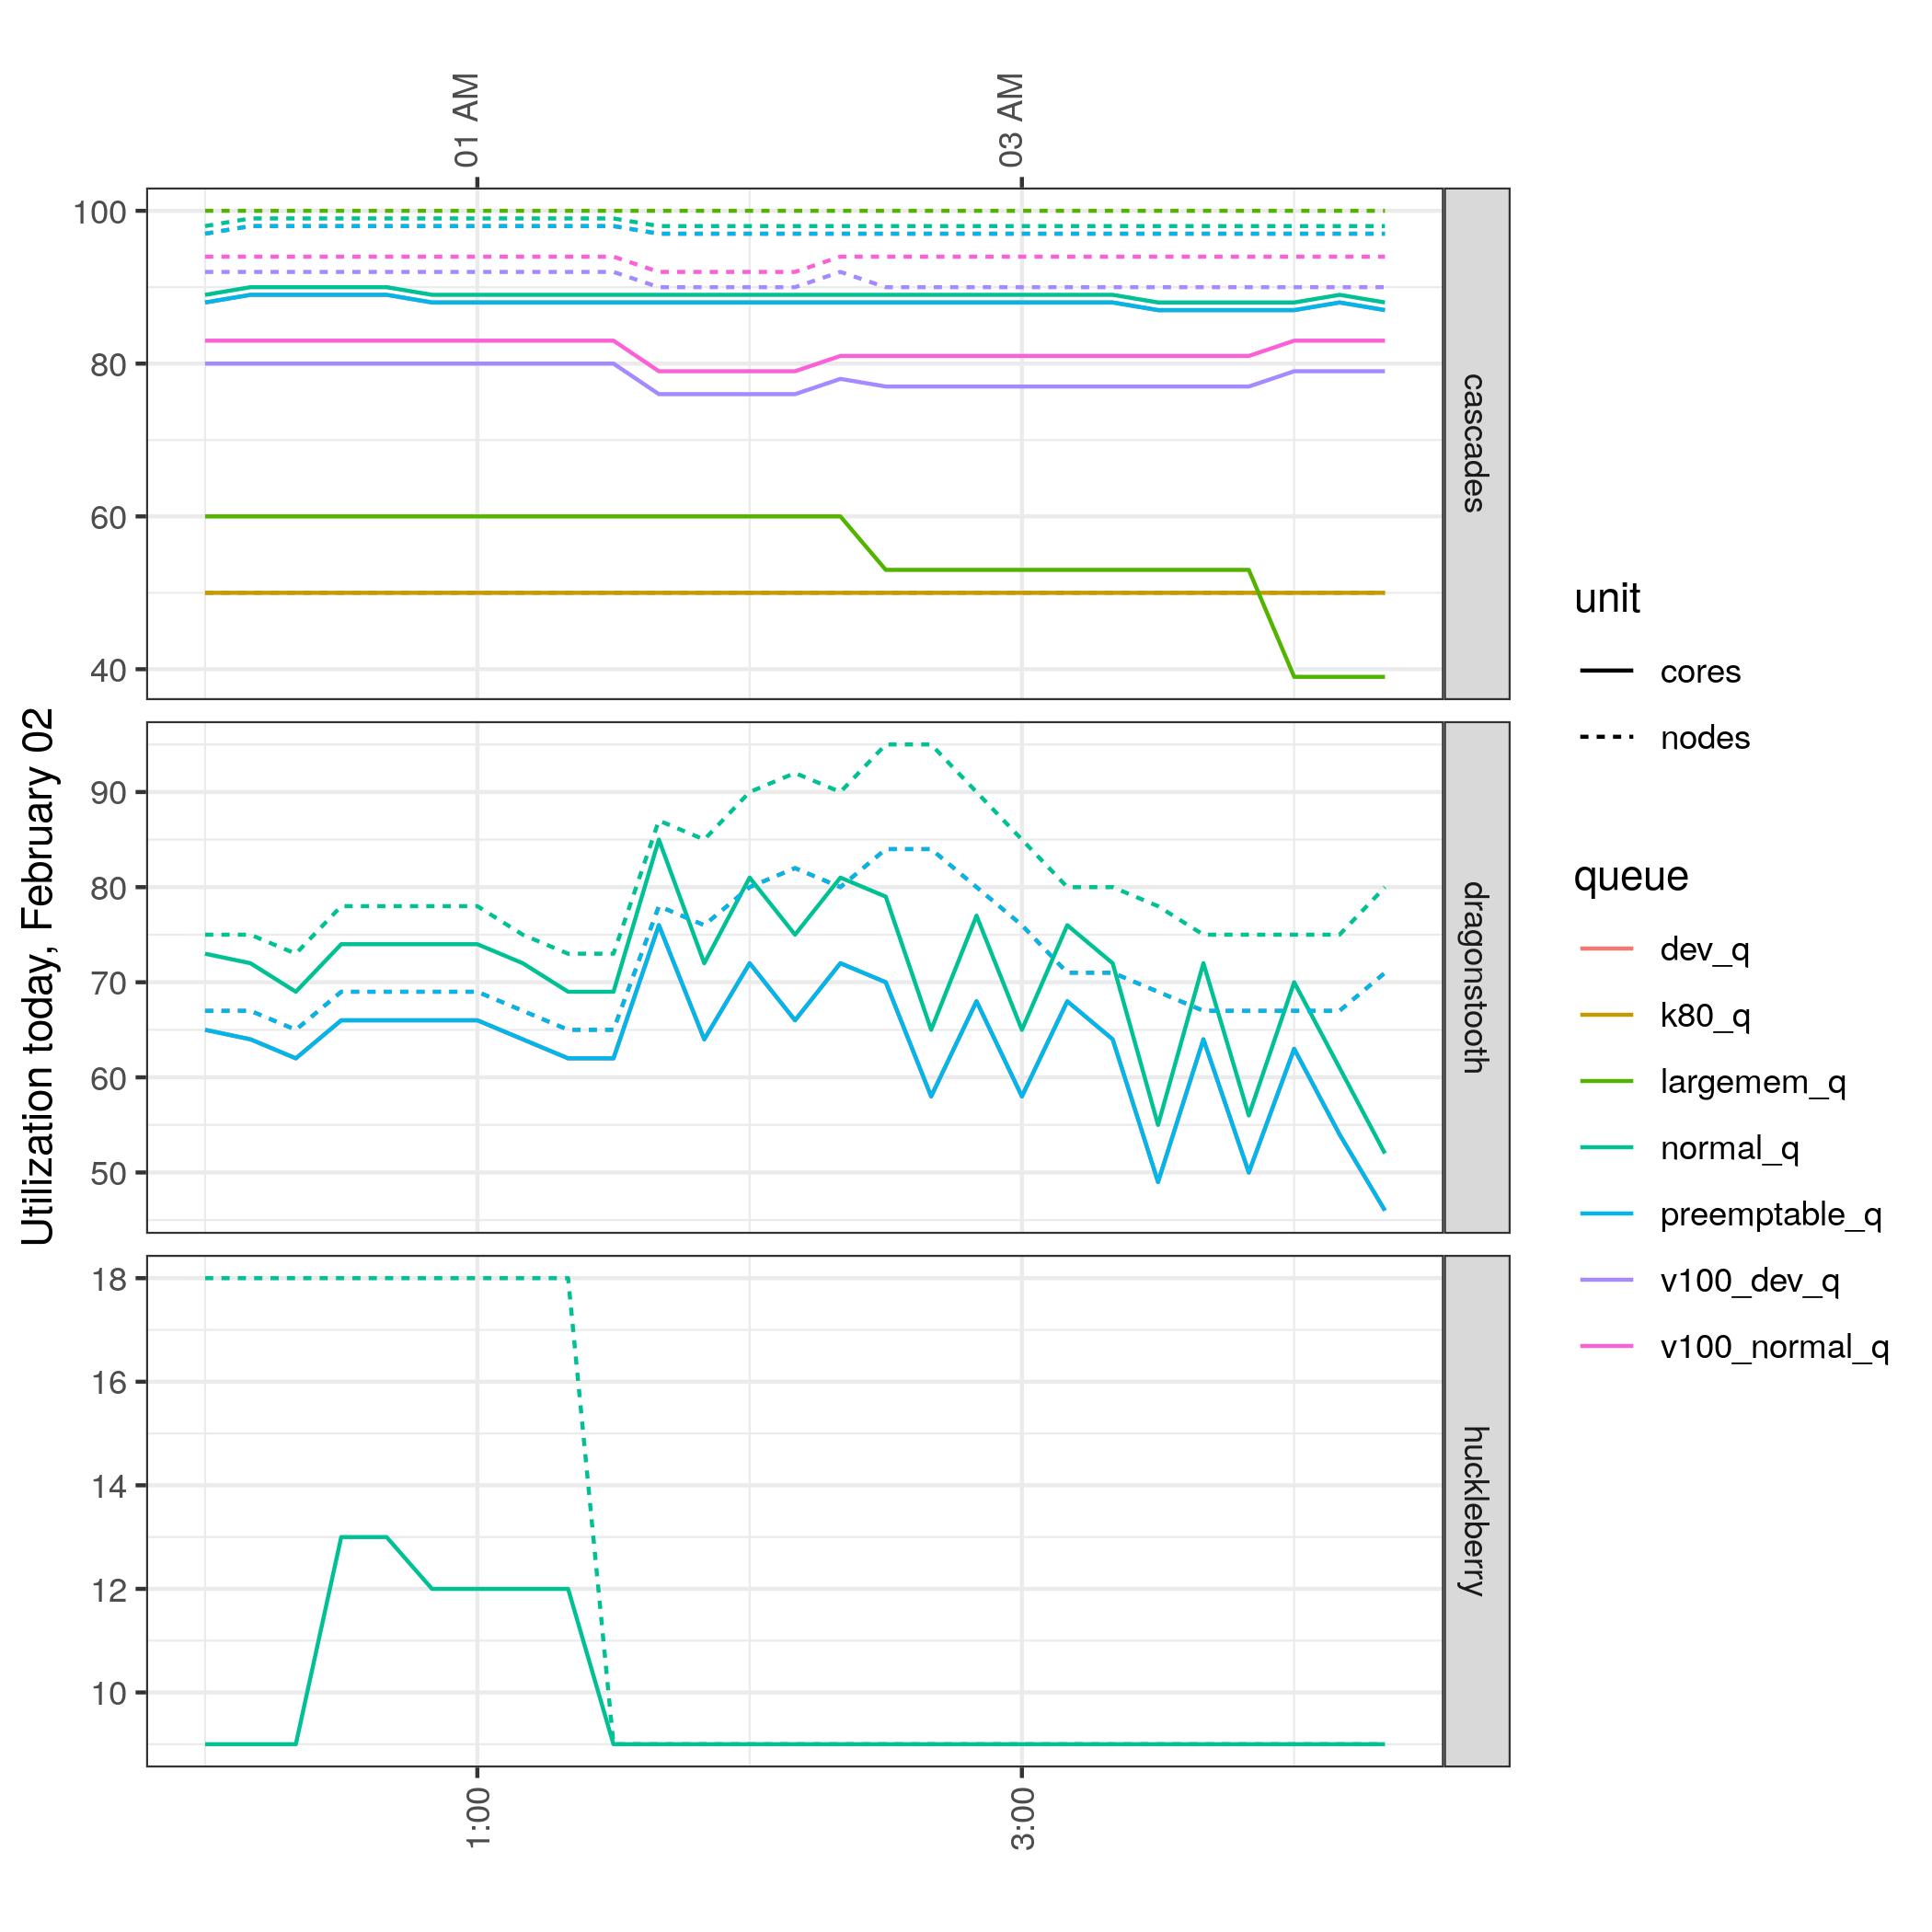 01 AM
03 AM
Utilization today, February 02
100
80
60
40
cascades
90
80
70
60
50
dragonstooth
18
16
14
12
10
huckleberry
1:00
3:00
unit
cores
nodes
queue
dev_q
k80_q
largemem_q
normal_q
preemptable_q
v100_dev_q
v100_normal_q